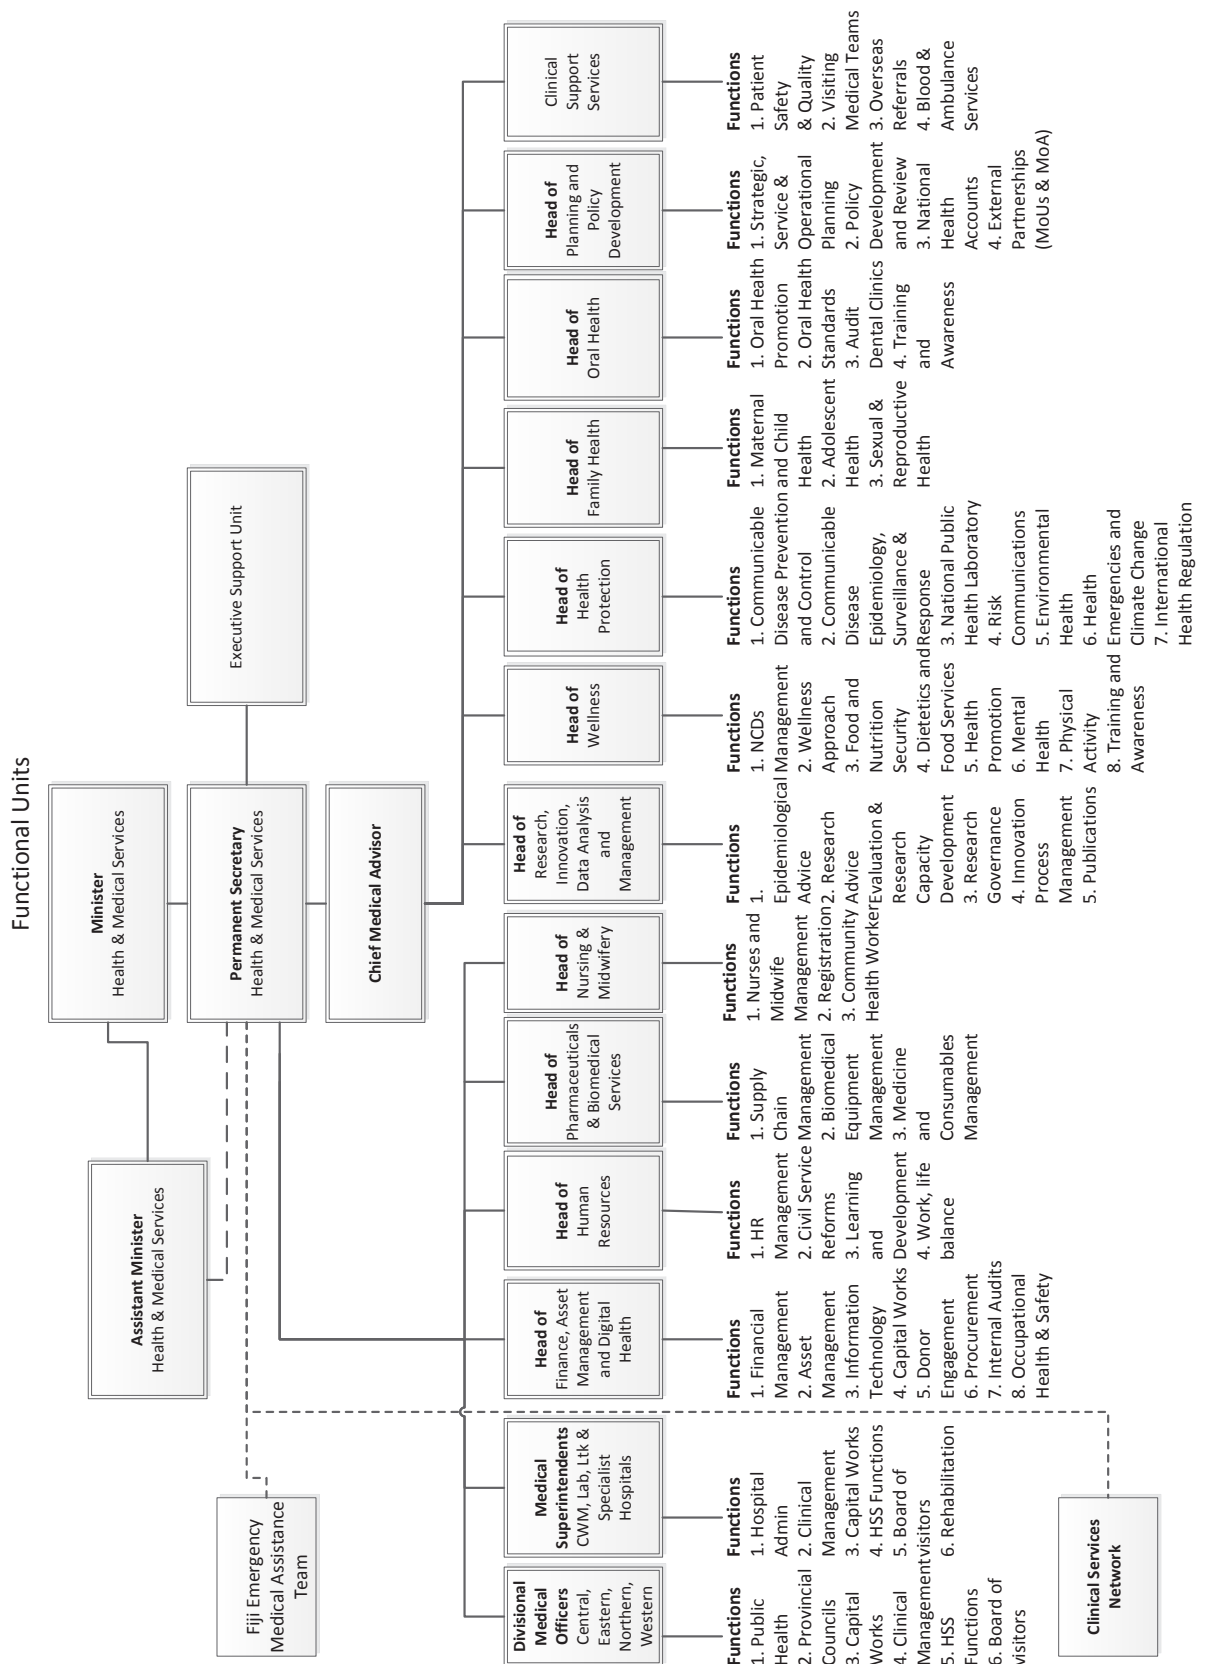 Functional Units
Minister
Health & Medical Services
Assistant Minister
Health & Medical Services
Permanent Secretary
Health & Medical Services
Executive Support Unit
Fiji Emergency
Medical Assistance
Team
Chief Medical Advisor
Divisional
Medical
Officers
Central,
Eastern,
Northern,
Western
Medical
Superintendents
CWM, Lab, Ltk &
Specialist
Hospitals
Head of
Finance, Asset
Management
and Digital
Health
Head of
Human
Resources
Head of
Pharmaceuticals
& Biomedical
Services
Head of
Nursing &
Midwifery
Head of
Research,
Innovation,
Data Analysis
and
Management
Head of
Wellness
Head of
Health
Protection
Head of
Family Health
Head of
Oral Health
Head of
Planning and
Policy
Development
Clinical
Support
Services
Functions
1. Public
Health
2. Provincial
Councils
3. Capital
Works
4. Clinical
Management
5. HSS
Functions
6. Board of
visitors
Functions
1. Hospital
Admin
2. Clinical
Management
3. Capital Works
4. HSS Functions
5. Board of
visitors
6. Rehabilitation
Functions
1. Financial
Management
2. Asset
Management
3. Information
Technology
4. Capital Works
5. Donor
Engagement
6. Procurement
7. Internal Audits
8. Occupational
Health & Safety
Functions
1. HR
Management
2. Civil Service
Reforms
3. Learning
and
Development
4. Work, life
balance
Functions
1. Supply
Chain
Management
2. Biomedical
Equipment
Management
3. Medicine
and
Consumables
Management
Functions
1. Nurses and
Midwife
Management
2. Registration
3. Community
Health Worker
Functions
1.
Epidemiological
Advice
2. Research
Advice
Evaluation &
Research
Capacity
Development
3. Research
Governance
4. Innovation
Process
Management
5. Publications
Functions
1. NCDs
Management
2. Wellness
Approach
3. Food and
Nutrition
Security
4. Dietetics and
Food Services
5. Health
Promotion
6. Mental
Health
7. Physical
Activity
8. Training and
Awareness
Functions
1. Communicable
Disease Prevention
and Control
2. Communicable
Disease
Epidemiology,
Surveillance &
Response
3. National Public
Health Laboratory
4. Risk
Communications
5. Environmental
Health
6. Health
Emergencies and
Climate Change
7. International
Health Regulation
Functions
1. Maternal
and Child
Health
2. Adolescent
Health
3. Sexual &
Reproductive
Health
Functions
1. Oral Health
Promotion
2. Oral Health
Standards
3. Audit
Dental Clinics
4. Training
and
Awareness
Functions
1. Strategic,
Service &
Operational
Planning
2. Policy
Development
and Review
3. National
Health
Accounts
4. External
Partnerships
(MoUs & MoA)
Functions
1. Patient
Safety
& Quality
2. Visiting
Medical Teams
3. Overseas
Referrals
4. Blood &
Ambulance
Services
Clinical Services
Network